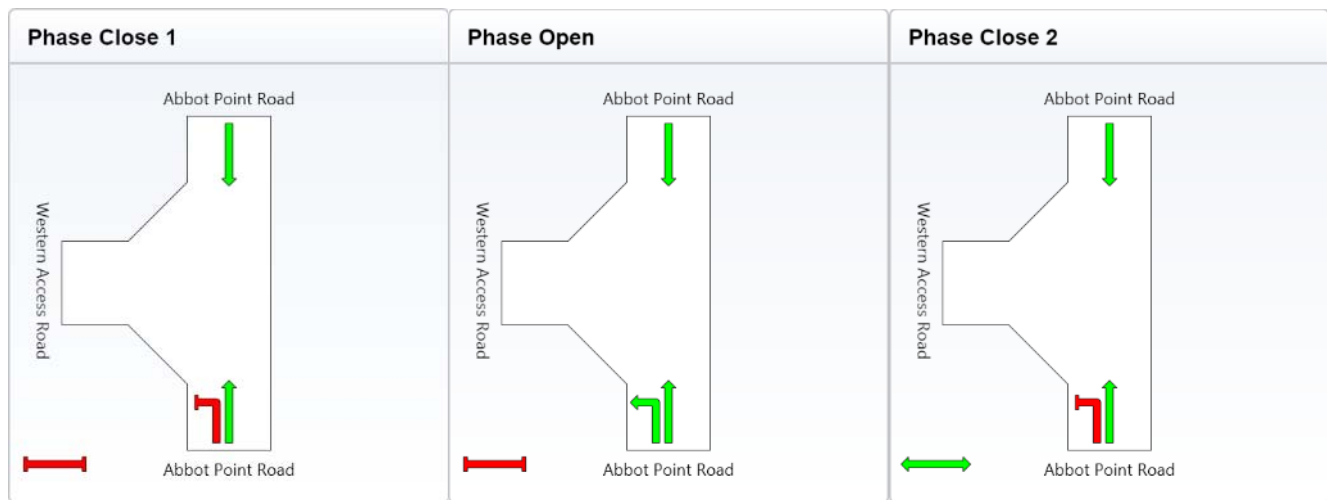 Phase Close 1
Abbot Point Road
Western Access Road
Abbot Point Road
Phase Open
Abbot Point Road
Western Access Road
Abbot Point Road
Phase Close 2
Abbot Point Road
Western Access Road
Abbot Point Road